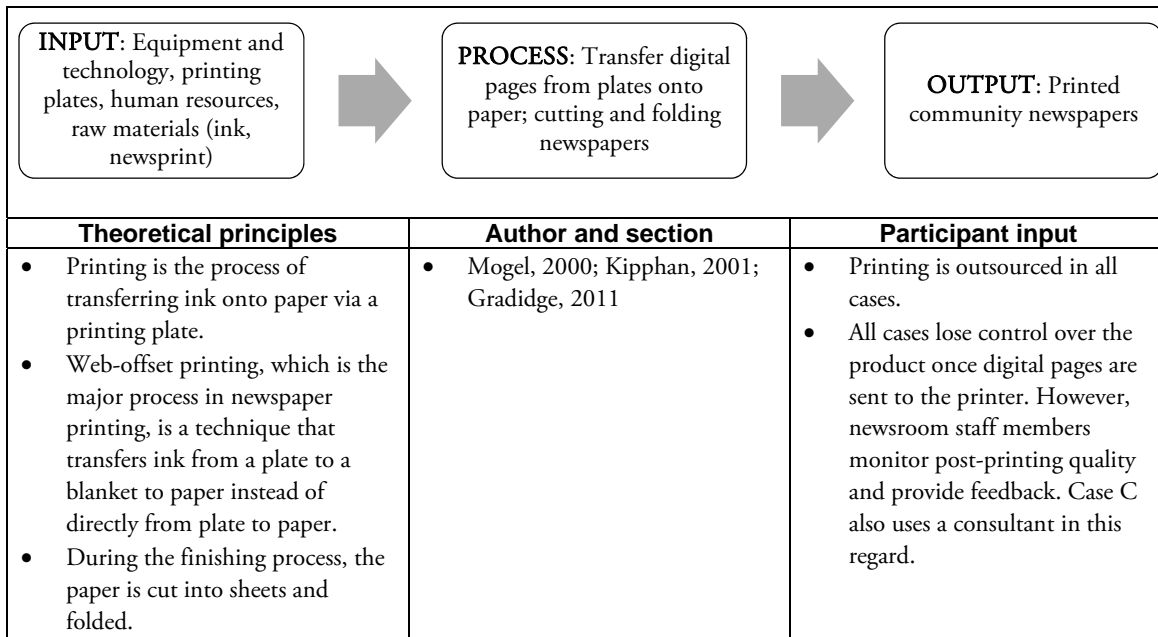 INPUT: Equipment and
technology, printing
plates, human resources,
raw materials (ink,
newsprint)
PROCESS: Transfer digital
pages from plates onto
paper; cutting and folding
newspapers
OUTPUT: Printed
community newspapers
Theoretical principles
• Printing is the process of
transferring ink onto paper via a
printing plate.
• Web-offset printing, which is the
major process in newspaper
printing, is a technique that
transfers ink from a plate to a
blanket to paper instead of
directly from plate to paper.
• During the finishing process, the
paper is cut into sheets and
folded.
Author and section
• Mogel, 2000; Kipphan, 2001;
Gradidge, 2011
Participant input
• Printing is outsourced in all
cases.
• All cases lose control over the
product once digital pages are
sent to the printer. However,
newsroom staff members
monitor post-printing quality
and provide feedback. Case C
also uses a consultant in this
regard.